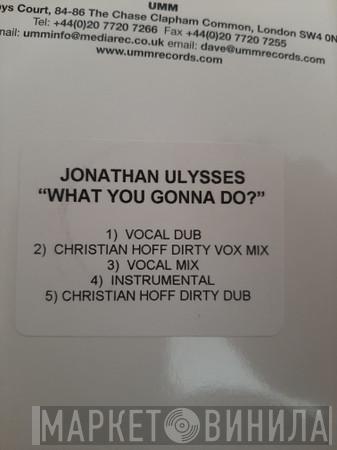 UMM
ys Court, 84-86 The Chase Clapham Common, London SW4 0N
Tel: +44(0)20 7720 7266 Fax +44(0)20 7720 7255
nail: umminfo@mediarec.co.uk email: dave@ummrecords.com
www.ummrecords.com
JONATHAN ULYSSES
“WHAT YOU GONNA DO?”
1) VOCAL DUB
2) CHRISTIAN HOFF DIRTY VOX MIX
3) VOCAL MIX
4) INSTRUMENTAL
5) CHRISTIAN HOFF DIRTY DUB
МАРКЕТ ВИНИЛА